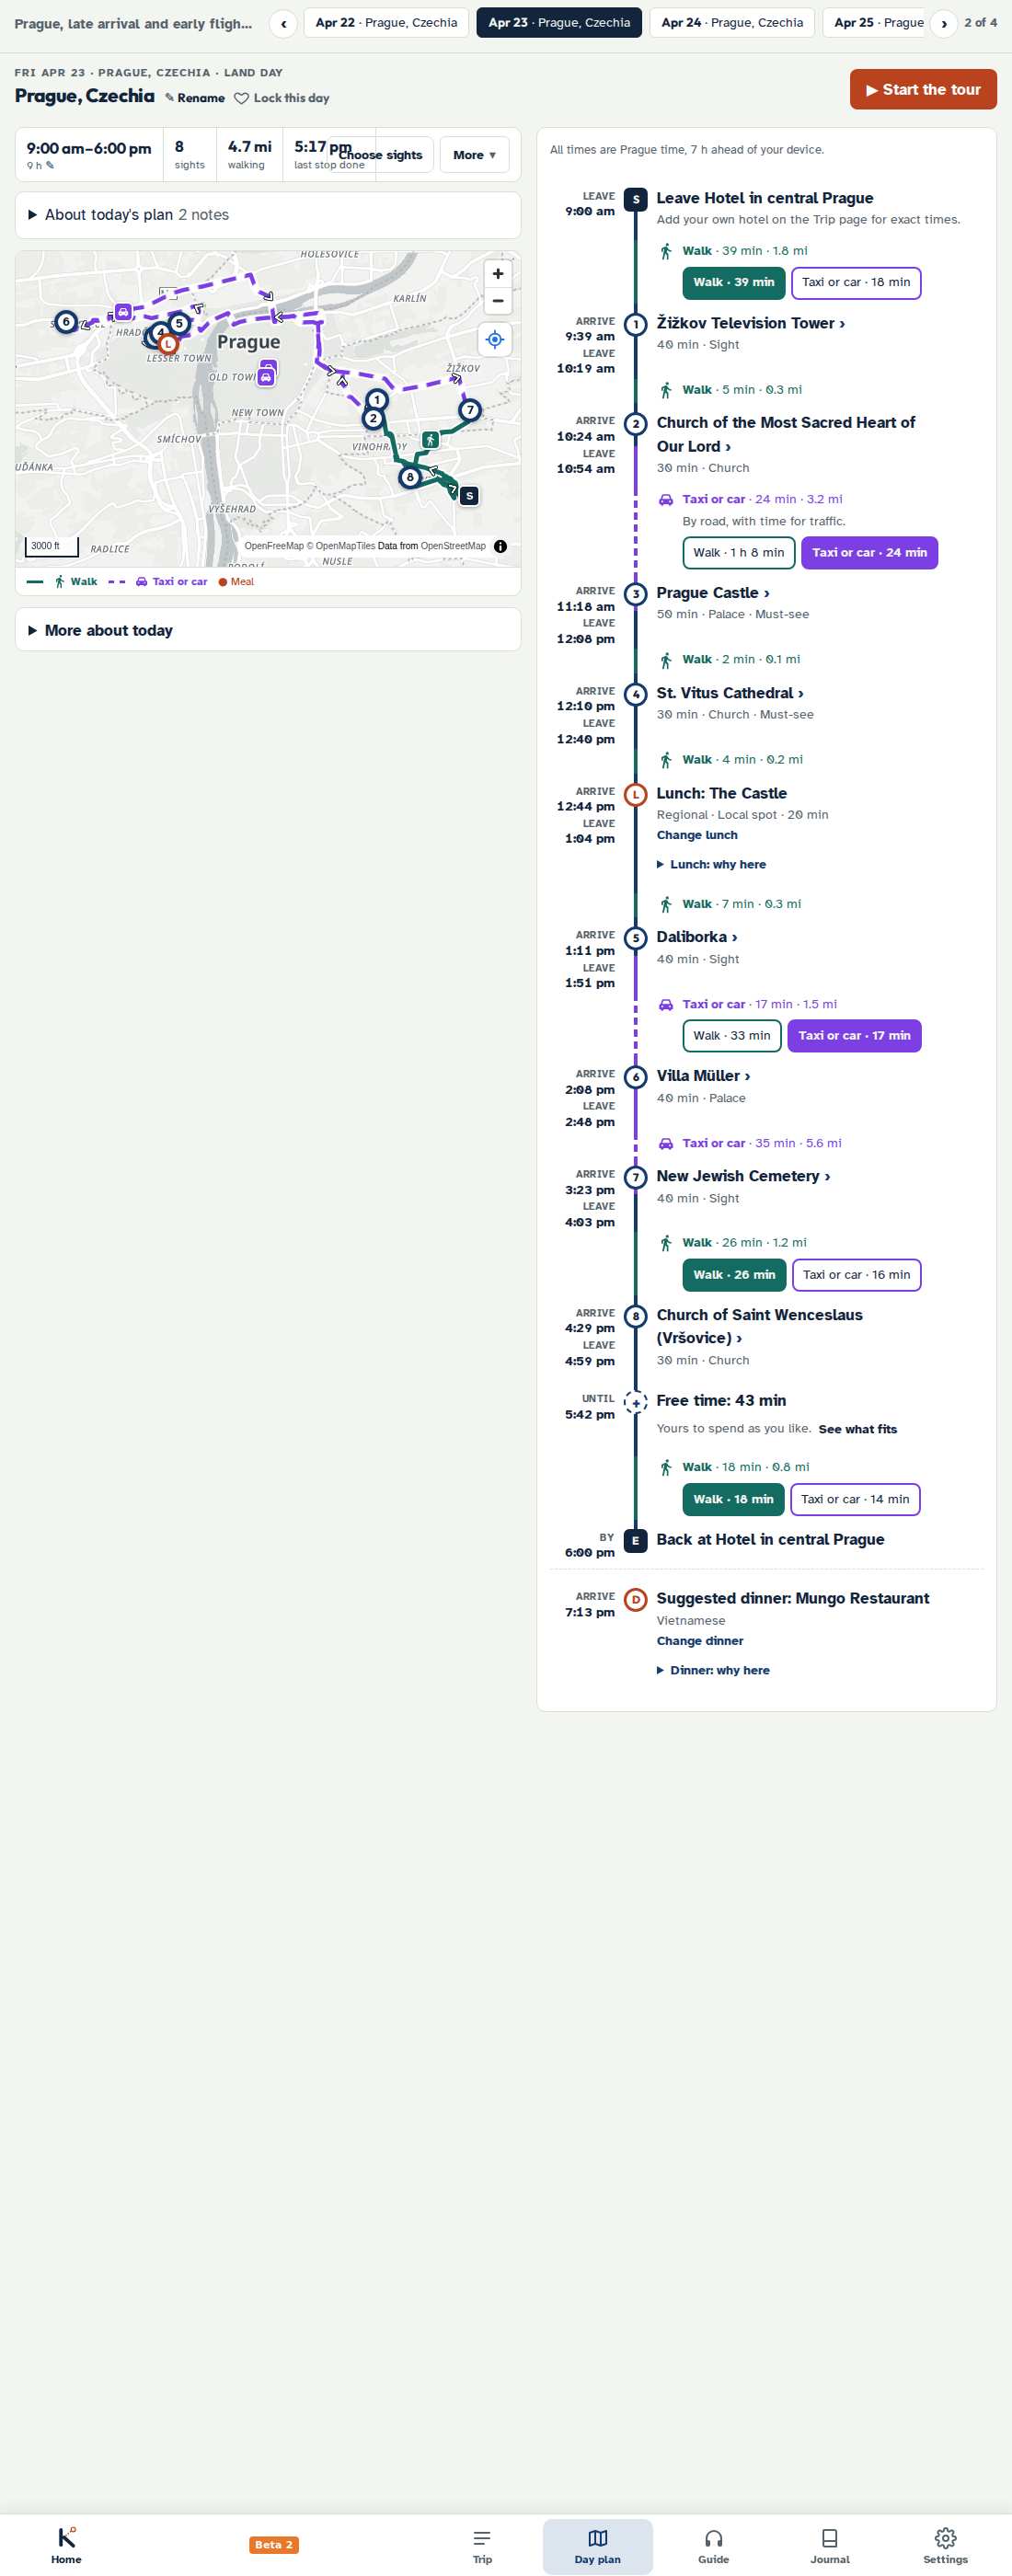 Prague, late arrival and early fligh...
‹
Apr 22 · Prague, Czechia
Apr 23 · Prague, Czechia
Apr 24 · Prague, Czechia
Apr 25 · Prague
›
2 of 4
FRI APR 23 · PRAGUE, CZECHIA · LAND DAY
Prague, Czechia
✎ Rename
Lock this day
▶ Start the tour
9:00 am–6:00 pm
9 h ✎
8
sights
4.7 mi
walking
5:17 pm
last stop done
Choose sights
More ▾
▶ About today's plan 2 notes
HOLEŠOVICE
KARLÍN
Prague
LESSER TOWN
ŽIŽKOV
NEW TOWN
SMÍCHOV
VYŠEHRAD
RADLICE
NUSLE
6
4
5
L
1
2
7
8
S
+
−
3000 ft
OpenFreeMap © OpenMapTiles Data from OpenStreetMap
Walk
Taxi or car
Meal
▶ More about today
All times are Prague time, 7 h ahead of your device.
LEAVE
9:00 am
S
Leave Hotel in central Prague
Add your own hotel on the Trip page for exact times.
Walk · 39 min · 1.8 mi
Walk · 39 min
Taxi or car · 18 min
ARRIVE
9:39 am
LEAVE
10:19 am
1
Žižkov Television Tower ›
40 min · Sight
Walk · 5 min · 0.3 mi
ARRIVE
10:24 am
LEAVE
10:54 am
2
Church of the Most Sacred Heart of
Our Lord ›
30 min · Church
Taxi or car · 24 min · 3.2 mi
By road, with time for traffic.
Walk · 1 h 8 min
Taxi or car · 24 min
ARRIVE
11:18 am
LEAVE
12:08 pm
3
Prague Castle ›
50 min · Palace · Must-see
Walk · 2 min · 0.1 mi
ARRIVE
12:10 pm
LEAVE
12:40 pm
4
St. Vitus Cathedral ›
30 min · Church · Must-see
Walk · 4 min · 0.2 mi
ARRIVE
12:44 pm
LEAVE
1:04 pm
L
Lunch: The Castle
Regional · Local spot · 20 min
Change lunch
▶ Lunch: why here
Walk · 7 min · 0.3 mi
ARRIVE
1:11 pm
LEAVE
1:51 pm
5
Daliborka ›
40 min · Sight
Taxi or car · 17 min · 1.5 mi
Walk · 33 min
Taxi or car · 17 min
ARRIVE
2:08 pm
LEAVE
2:48 pm
6
Villa Müller ›
40 min · Palace
Taxi or car · 35 min · 5.6 mi
ARRIVE
3:23 pm
LEAVE
4:03 pm
7
New Jewish Cemetery ›
40 min · Sight
Walk · 26 min · 1.2 mi
Walk · 26 min
Taxi or car · 16 min
ARRIVE
4:29 pm
LEAVE
4:59 pm
8
Church of Saint Wenceslaus
(Vršovice) ›
30 min · Church
UNTIL
5:42 pm
+
Free time: 43 min
Yours to spend as you like. See what fits
Walk · 18 min · 0.8 mi
Walk · 18 min
Taxi or car · 14 min
BY
6:00 pm
E
Back at Hotel in central Prague
ARRIVE
7:13 pm
D
Suggested dinner: Mungo Restaurant
Vietnamese
Change dinner
▶ Dinner: why here
Home
Beta 2
Trip
Day plan
Guide
Journal
Settings